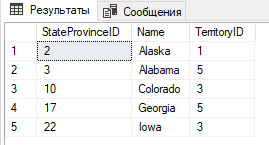 Результаты Сообщения
StateProvinceID Name TerritoryID
1 2 Alaska 1
2 3 Alabama 5
3 10 Colorado 3
4 17 Georgia 5
5 22 Iowa 3